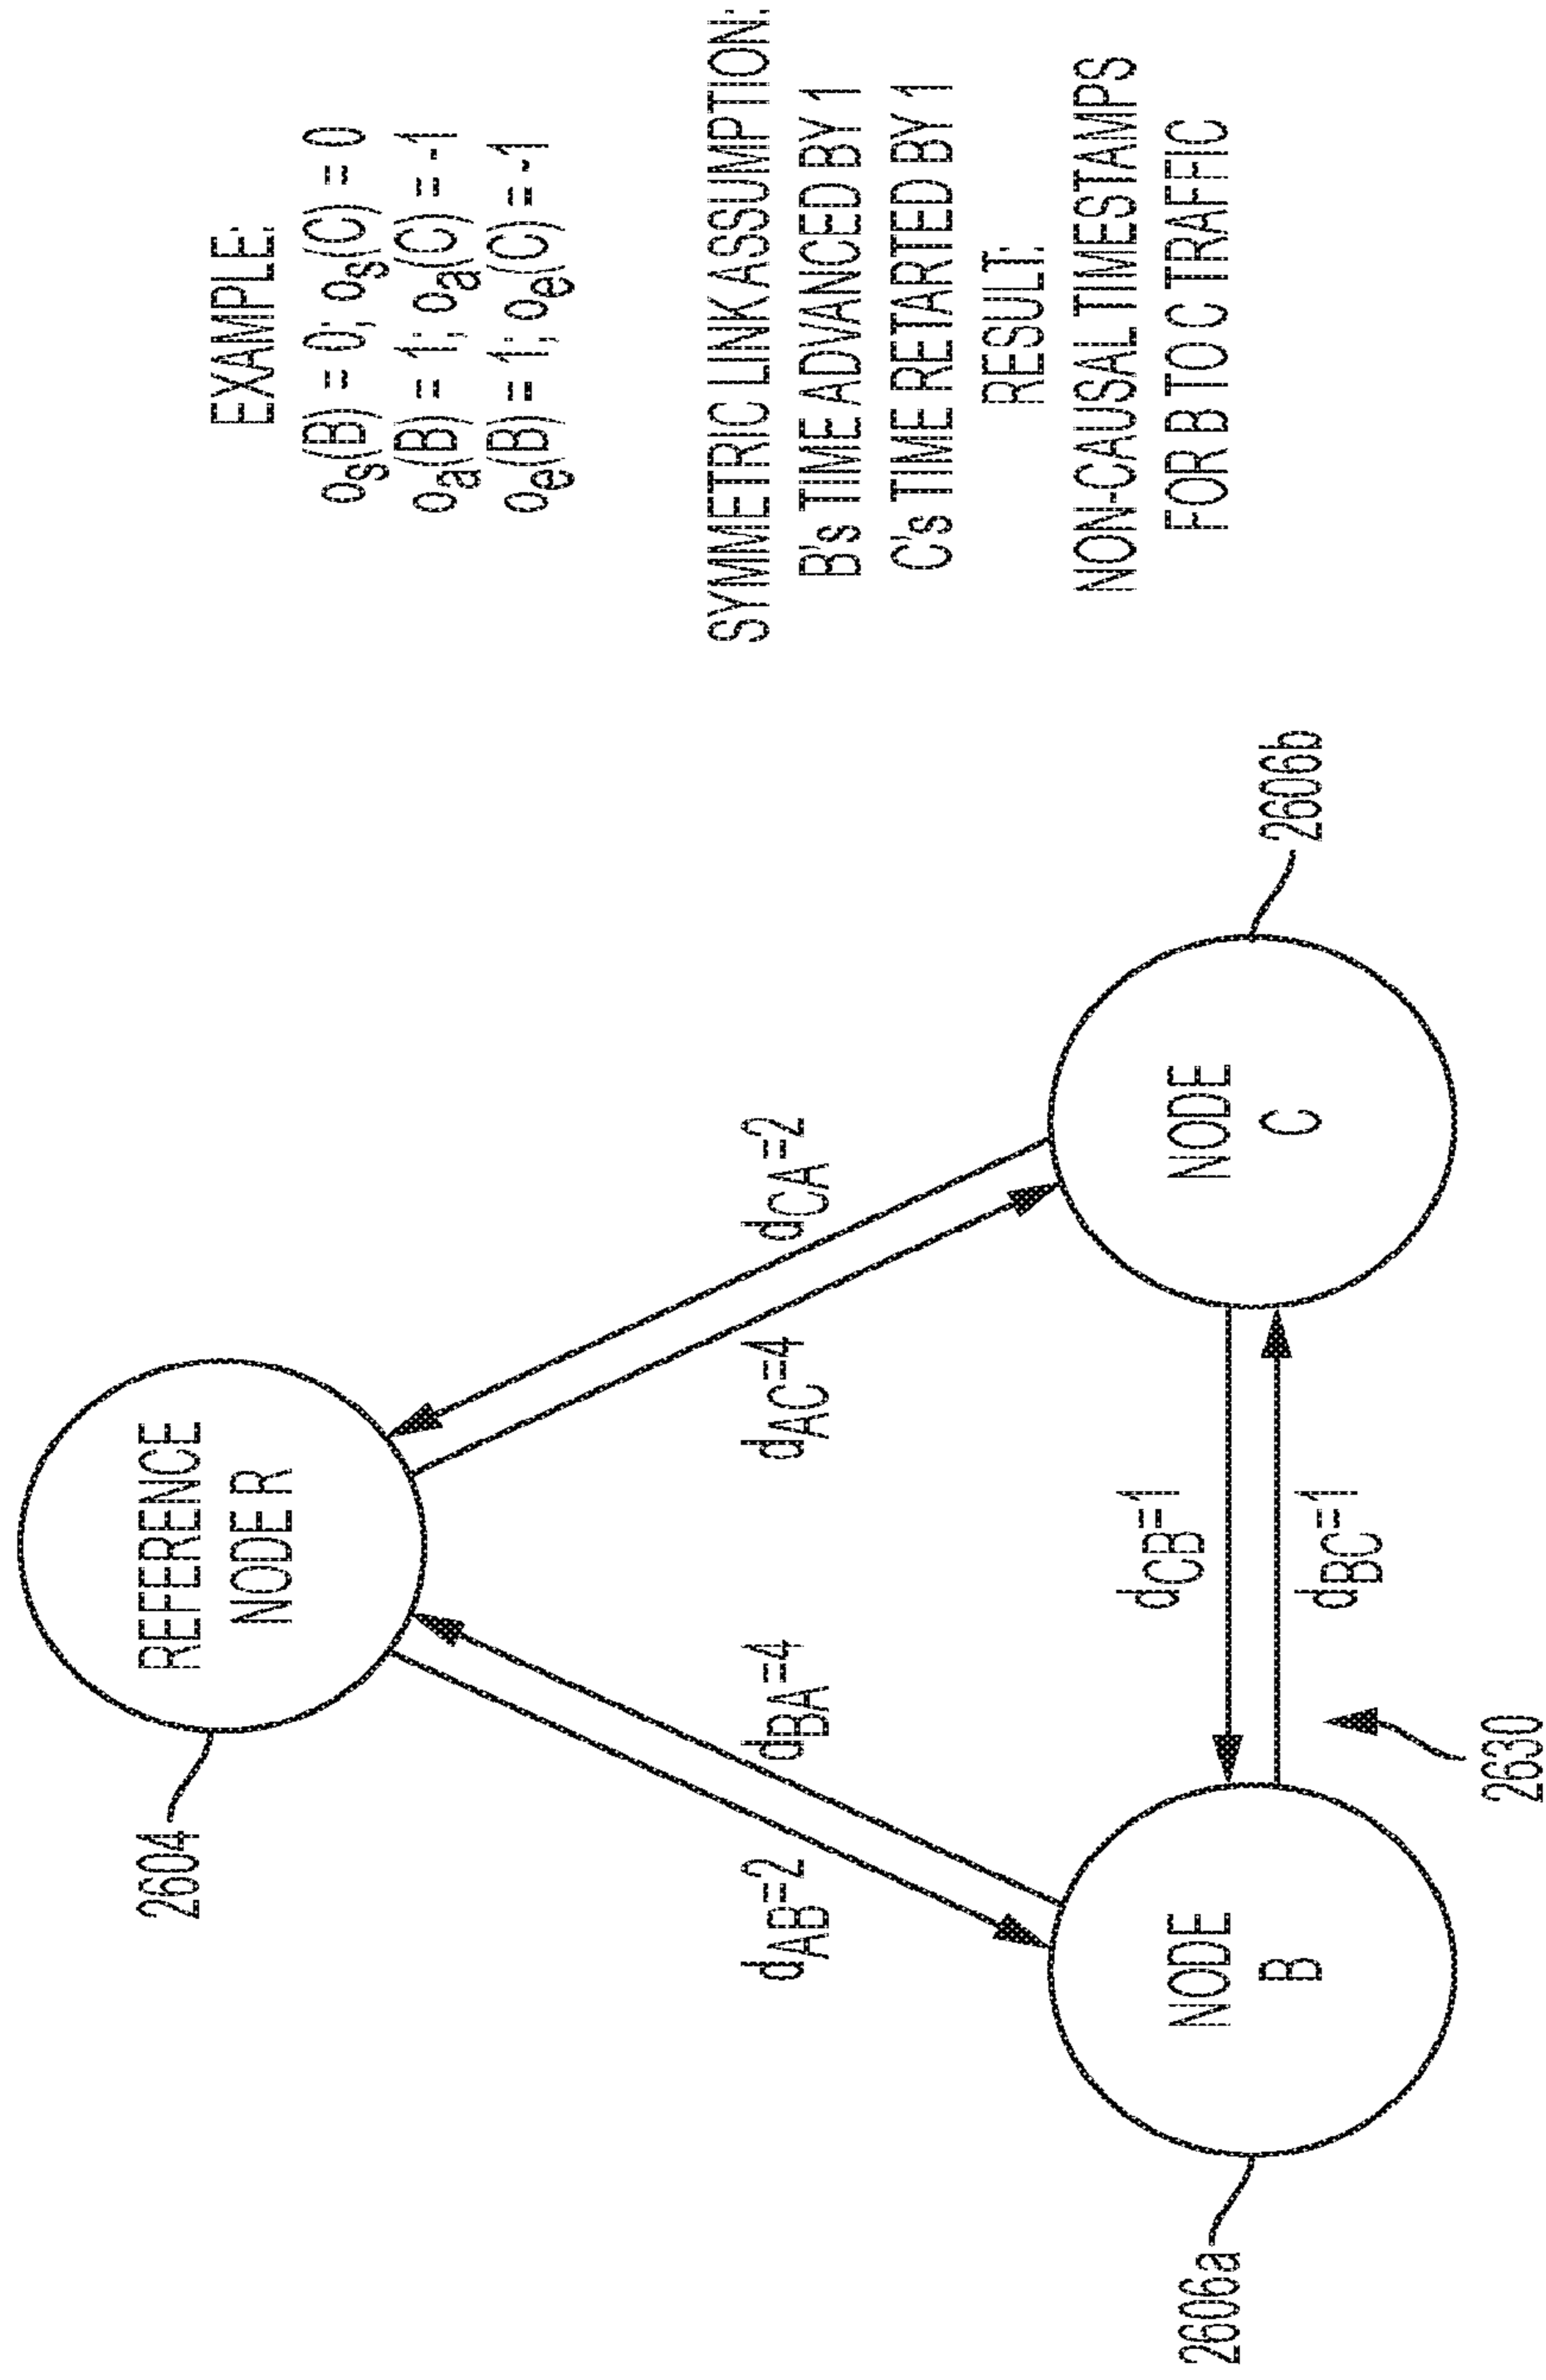 2604
REFERENCE
NODE R
d_AB=2
d_BA=4
d_AC=4
d_CA=2
d_CB=1
d_BC=1
NODE
B
NODE
C
2606a
2630
2606b
EXAMPLE:
o_s(B) = 0; o_s(C) = 0
o_a(B) = 1; o_a(C) = -1
o_e(B) = 1; o_e(C) = -1
SYMMETRIC LINK ASSUMPTION:
B's TIME ADVANCED BY 1
C's TIME RETARTED BY 1
RESULT:
NON-CAUSAL TIMESTAMPS
FOR B TO C TRAFFIC